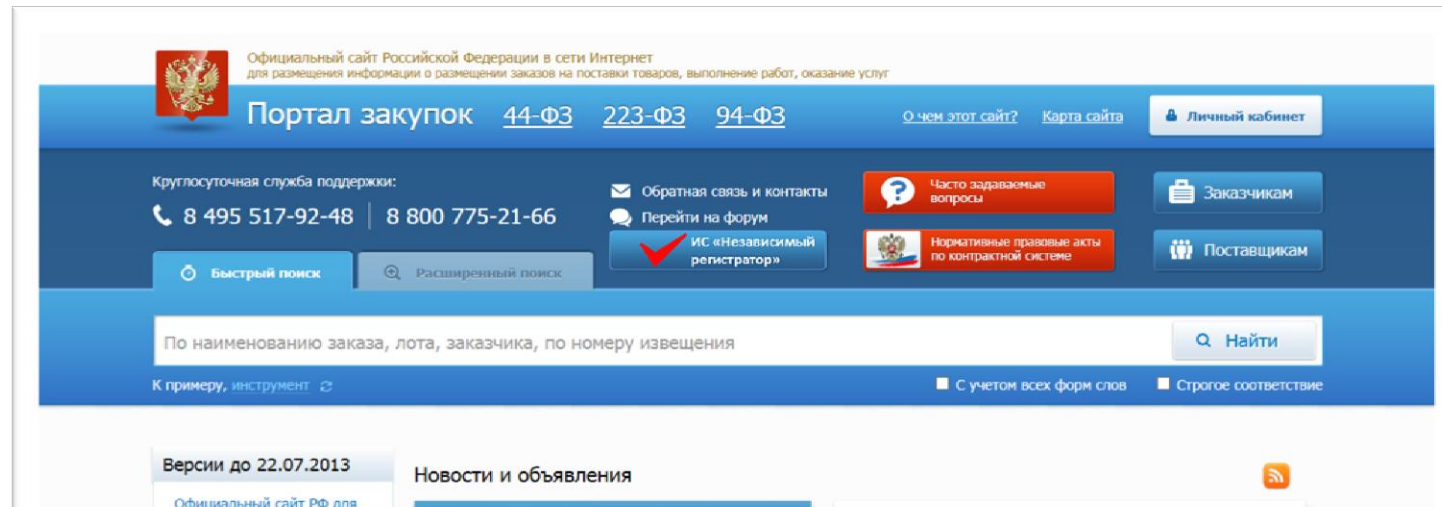 Официальный сайт Российской Федерации в сети Интернет
для размещения информации о размещении заказов на поставки товаров, выполнение работ, оказание услуг
Портал закупок 44-ФЗ 223-ФЗ 94-ФЗ
О чем этот сайт? Карта сайта
Личный кабинет
Круглосуточная служба поддержки:
8 495 517-92-48 | 8 800 775-21-66
Обратная связь и контакты
Перейти на форум
ИС «Независимый
регистратор»
Часто задаваемые
вопросы
Нормативные правовые акты
по контрактной системе
Заказчикам
Поставщикам
Быстрый поиск
Расширенный поиск
По наименованию заказа, лота, заказчика, по номеру извещения
Найти
К примеру, инструмент
С учетом всех форм слов
Строгое соответствие
Версии до 22.07.2013
Новости и объявления
Официальный сайт РФ для